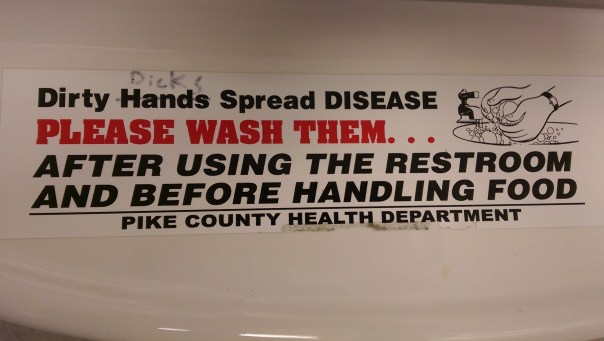 Dicks
Dirty Hands Spread DISEASE
PLEASE WASH THEM...
AFTER USING THE RESTROOM
AND BEFORE HANDLING FOOD
PIKE COUNTY HEALTH DEPARTMENT